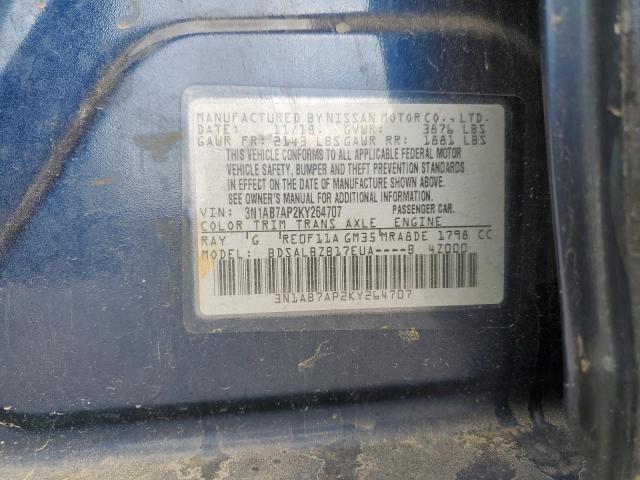 MANUFACTURED BY NISSAN MOTOR CO., LTD.
DATE: 11/18 GVWR: 3876 LBS
GAWR FR: 2143 LBS GAWR RR: 1881 LBS
THIS VEHICLE CONFORMS TO ALL APPLICABLE FEDERAL MOTOR
VEHICLE SAFETY, BUMPER AND THEFT PREVENTION STANDARDS
IN EFFECT ON THE DATE OF MANUFACTURE SHOWN ABOVE.
SEE OWNER'S MANUAL FOR ADDITIONAL INFORMATION.
VIN: 3N1AB7AP2KY264707 PASSENGER CAR.
COLOR TRIM TRANS AXLE ENGINE
RAY G RE0F11A GM35 MRA8DE 1798 CC
MODEL: BDSALBZB17EUA----B 4Z000
3N1AB7AP2KY264707